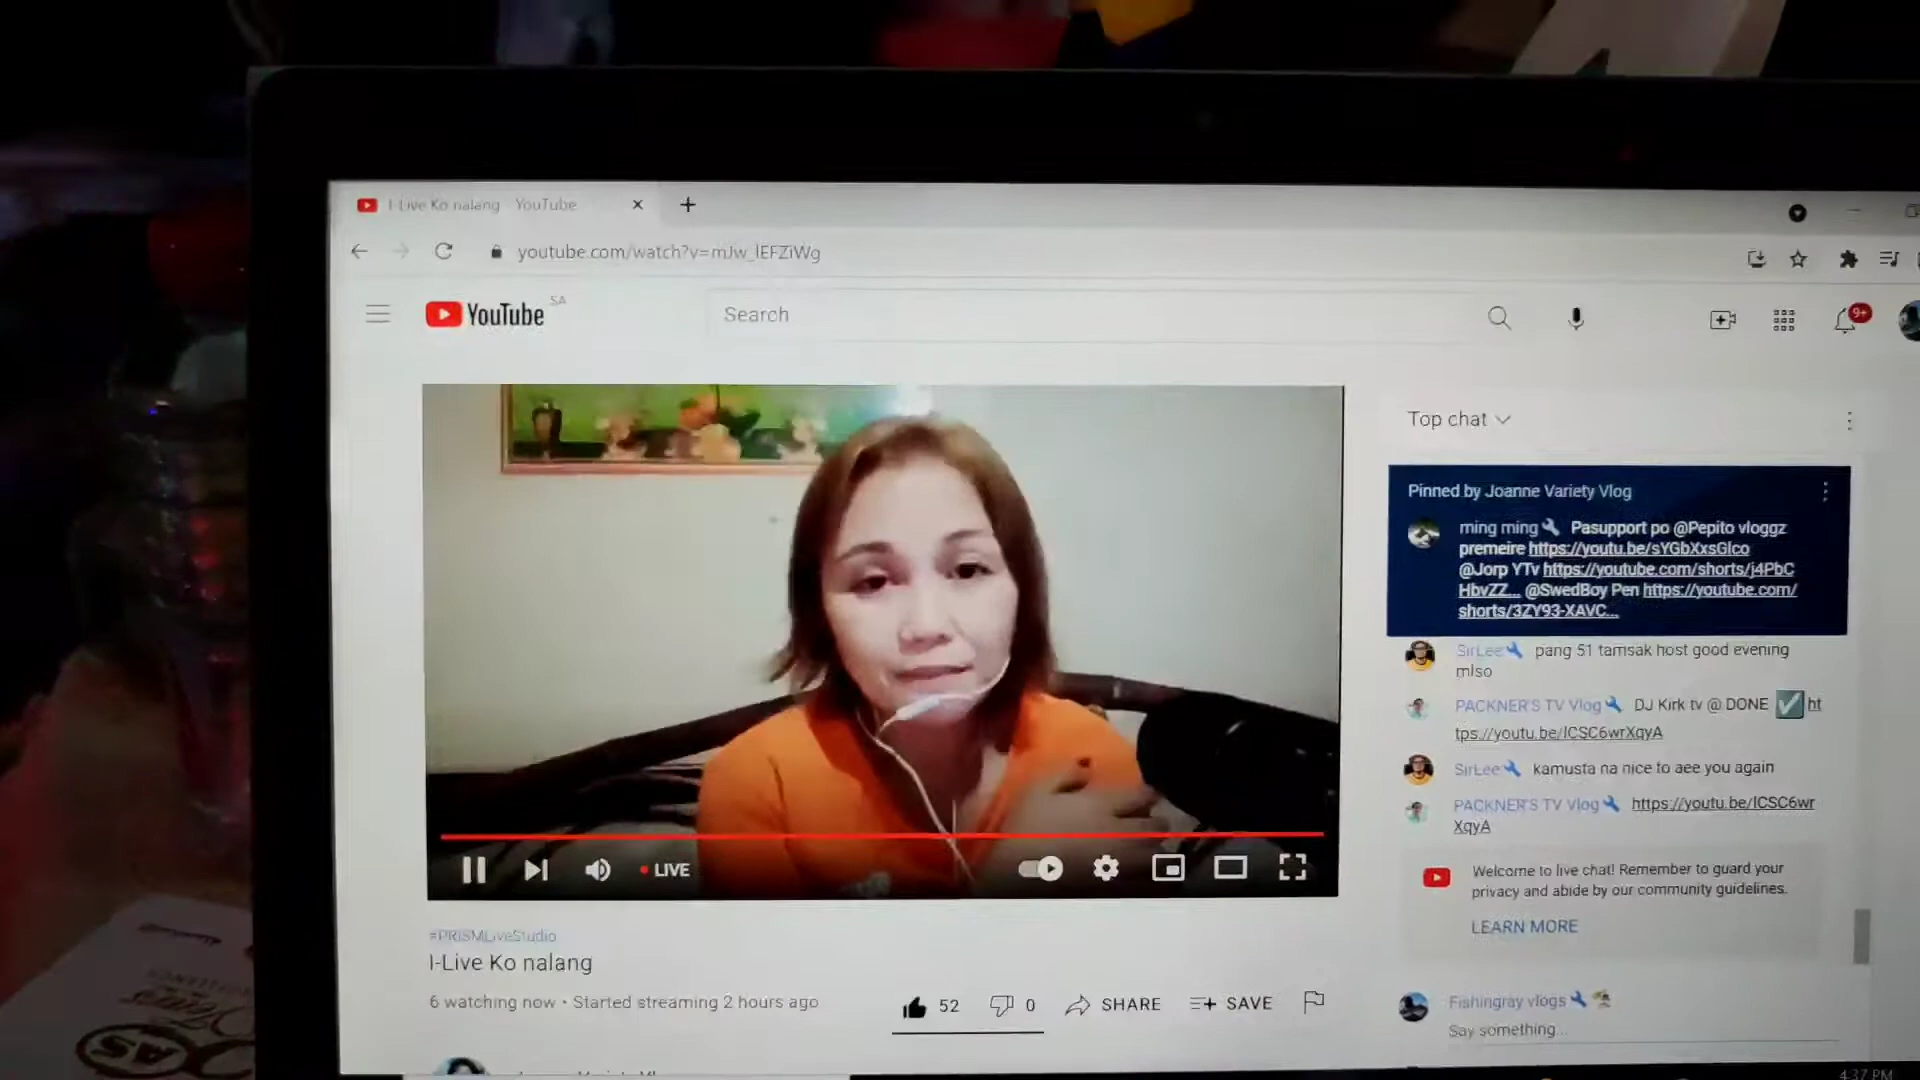 I-Live Ko nalang - YouTube
youtube.com/watch?v=mJw_lEFZiWg
YouTube SA
Search
9+
Top chat
Pinned by Joanne Variety Vlog
ming ming Pasupport po @Pepito vloggz
premeire https://youtu.be/sYGbXxsGlco
@Jorp YTv https://youtube.com/shorts/j4PbC
HbvZZ... @SwedBoy Pen https://youtube.com/
shorts/3ZY93-XAVC...
SirLee pang 51 tamsak host good evening
mlso
PACKNER'S TV Vlog DJ Kirk tv @ DONE ht
tps://youtu.be/ICSC6wrXqyA
SirLee kamusta na nice to aee you again
PACKNER'S TV Vlog https://youtu.be/ICSC6wr
XqyA
Welcome to live chat! Remember to guard your
privacy and abide by our community guidelines.
LEARN MORE
Fishingray vlogs
Say something...
LIVE
#PRISMLiveStudio
I-Live Ko nalang
6 watching now • Started streaming 2 hours ago
52 0 SHARE SAVE
4:37 PM